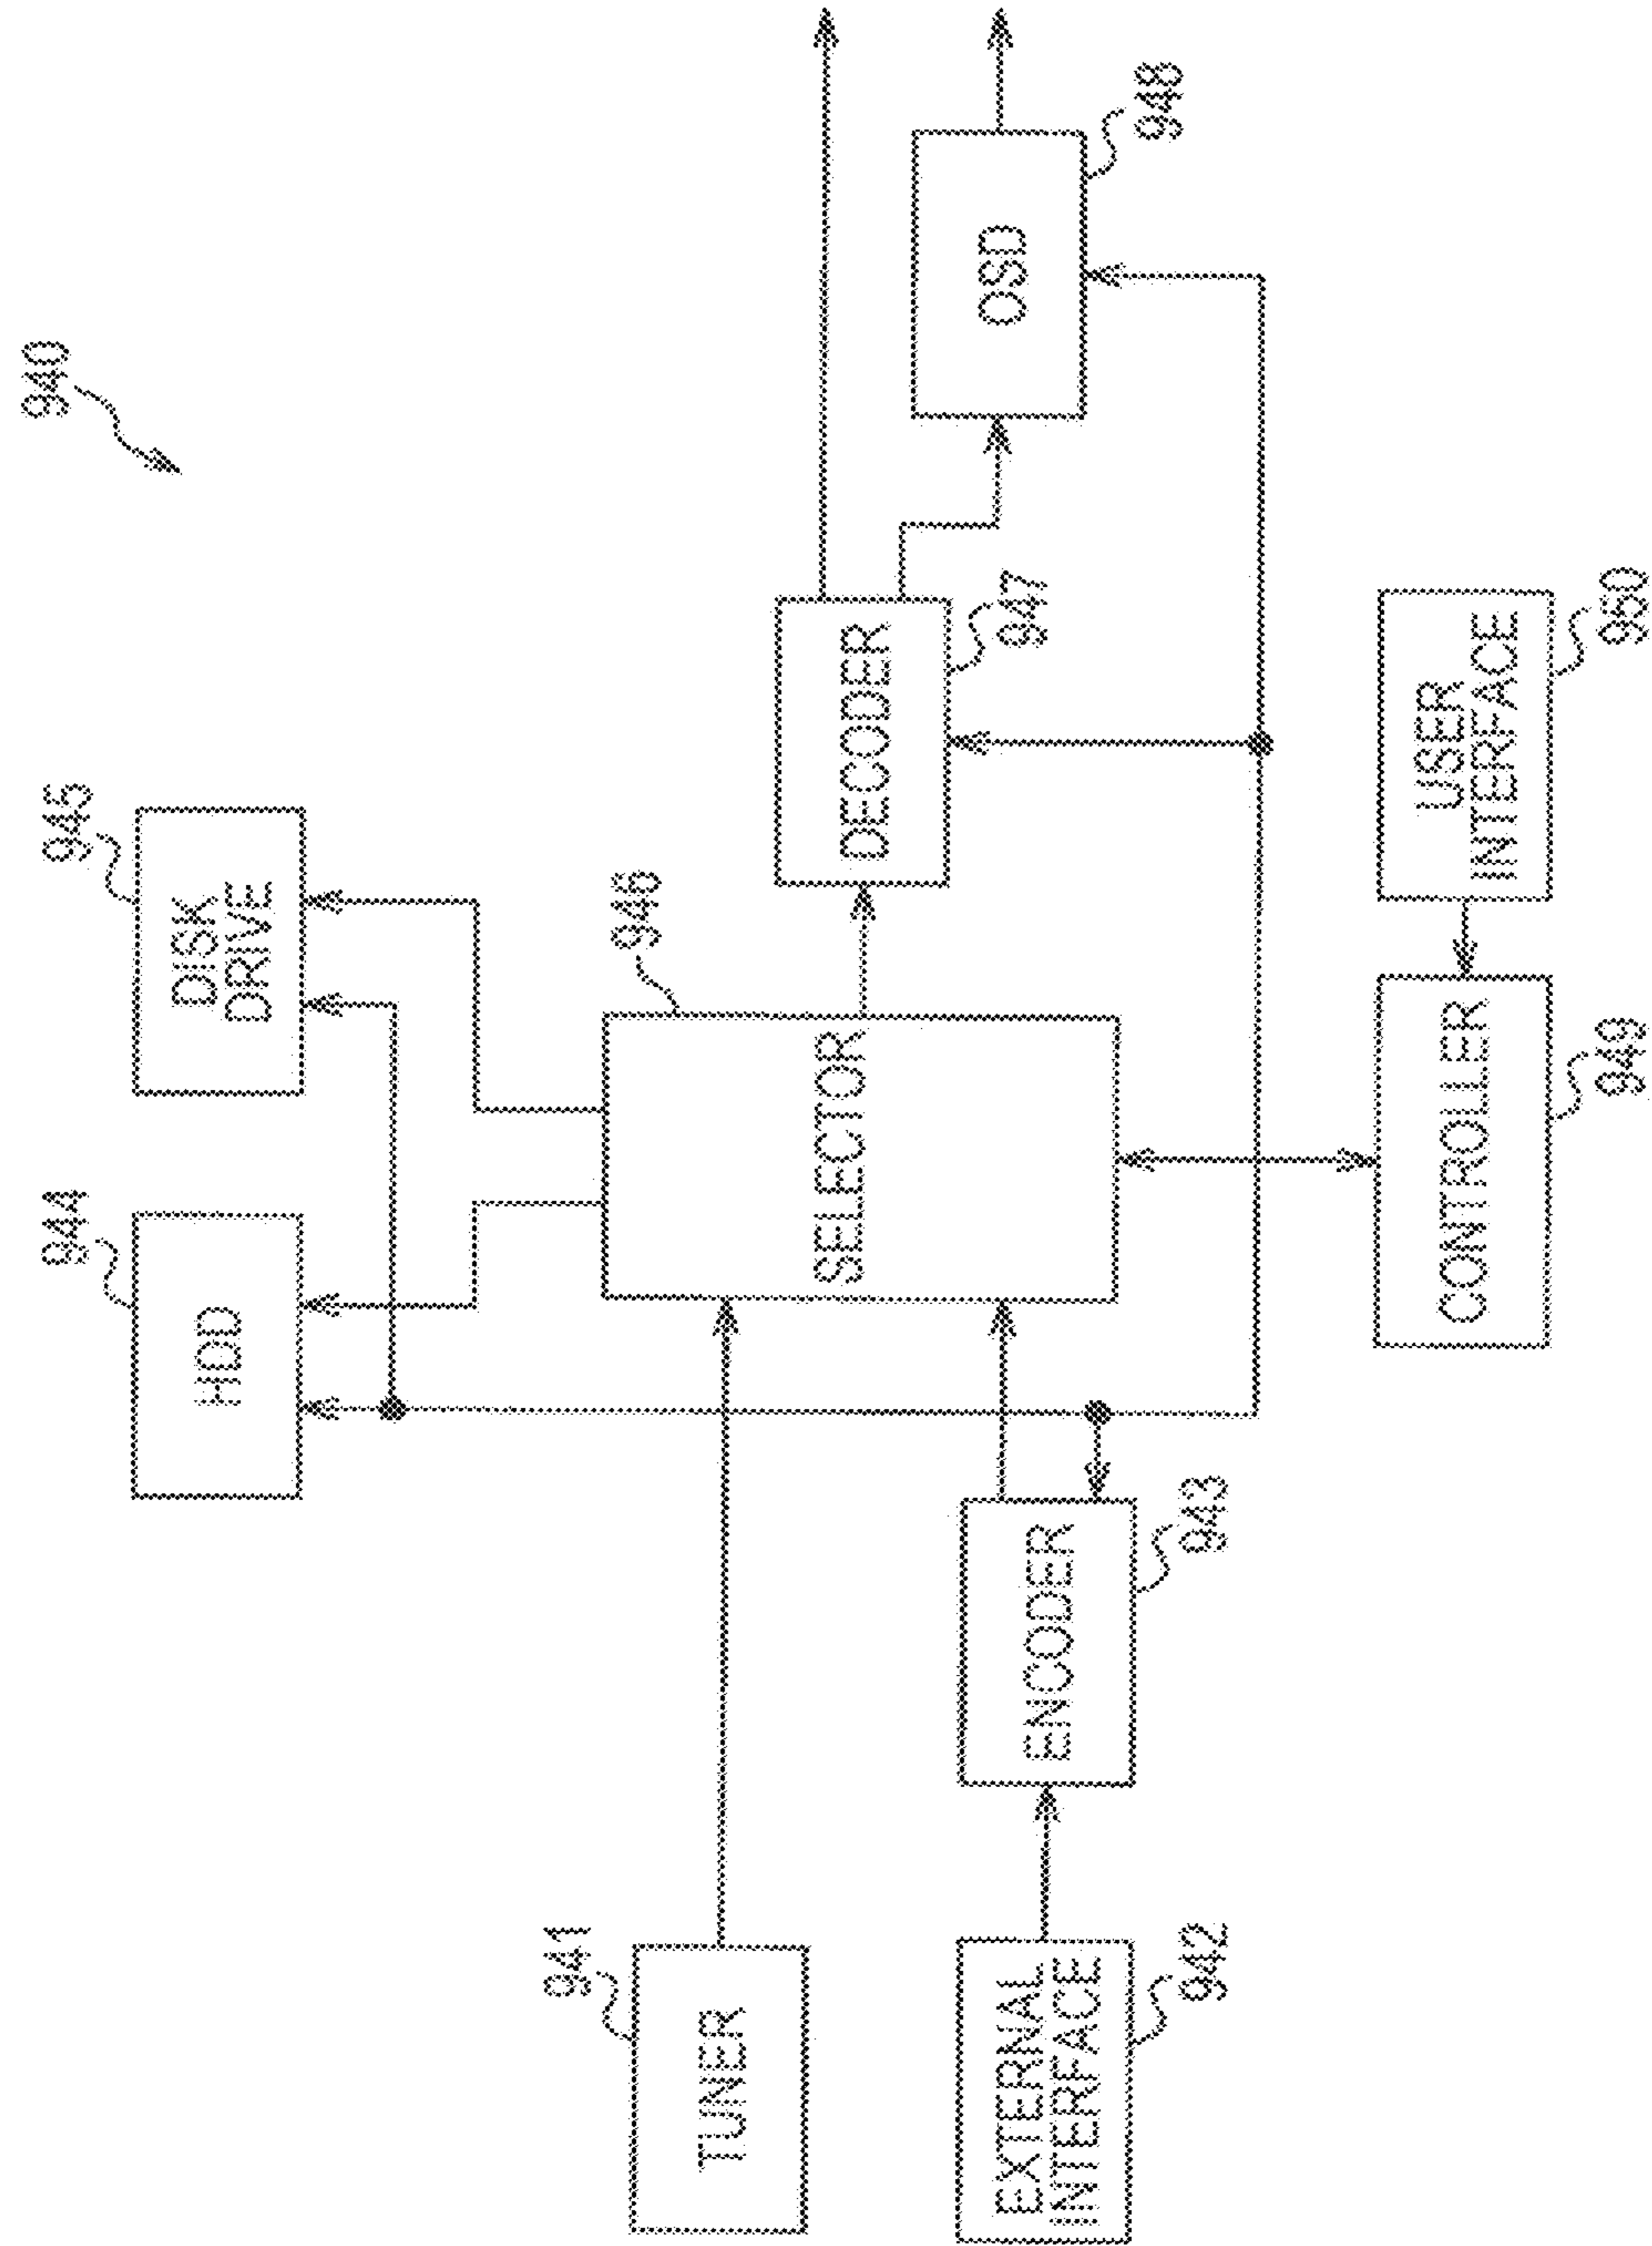 940
944
HDD
945
DISK
DRIVE
941
TUNER
946
SELECTOR
DECODER
947
OSD
948
EXTERNAL
INTERFACE
942
ENCODER
943
CONTROLLER
949
USER
INTERFACE
950